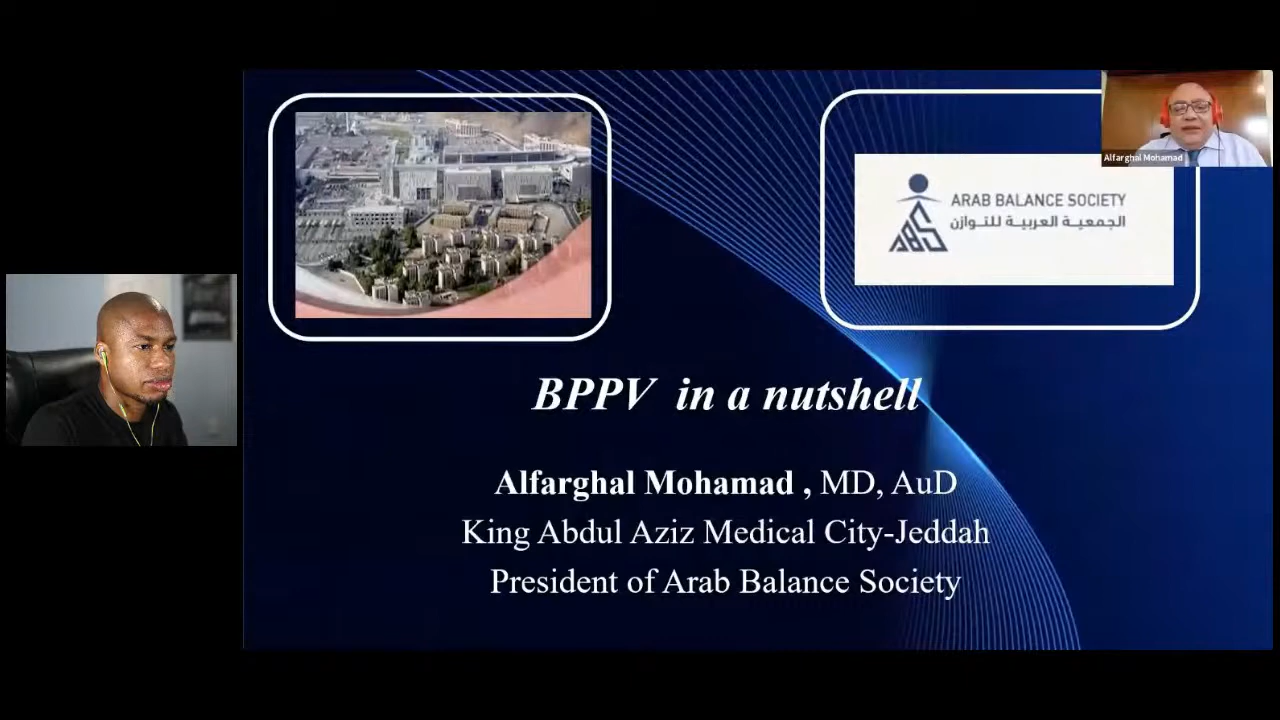 ARAB BALANCE SOCIETY
الجمعية العربية للتوازن
ABS
Alfarghal Mohamad
BPPV in a nutshell
Alfarghal Mohamad , MD, AuD
King Abdul Aziz Medical City-Jeddah
President of Arab Balance Society